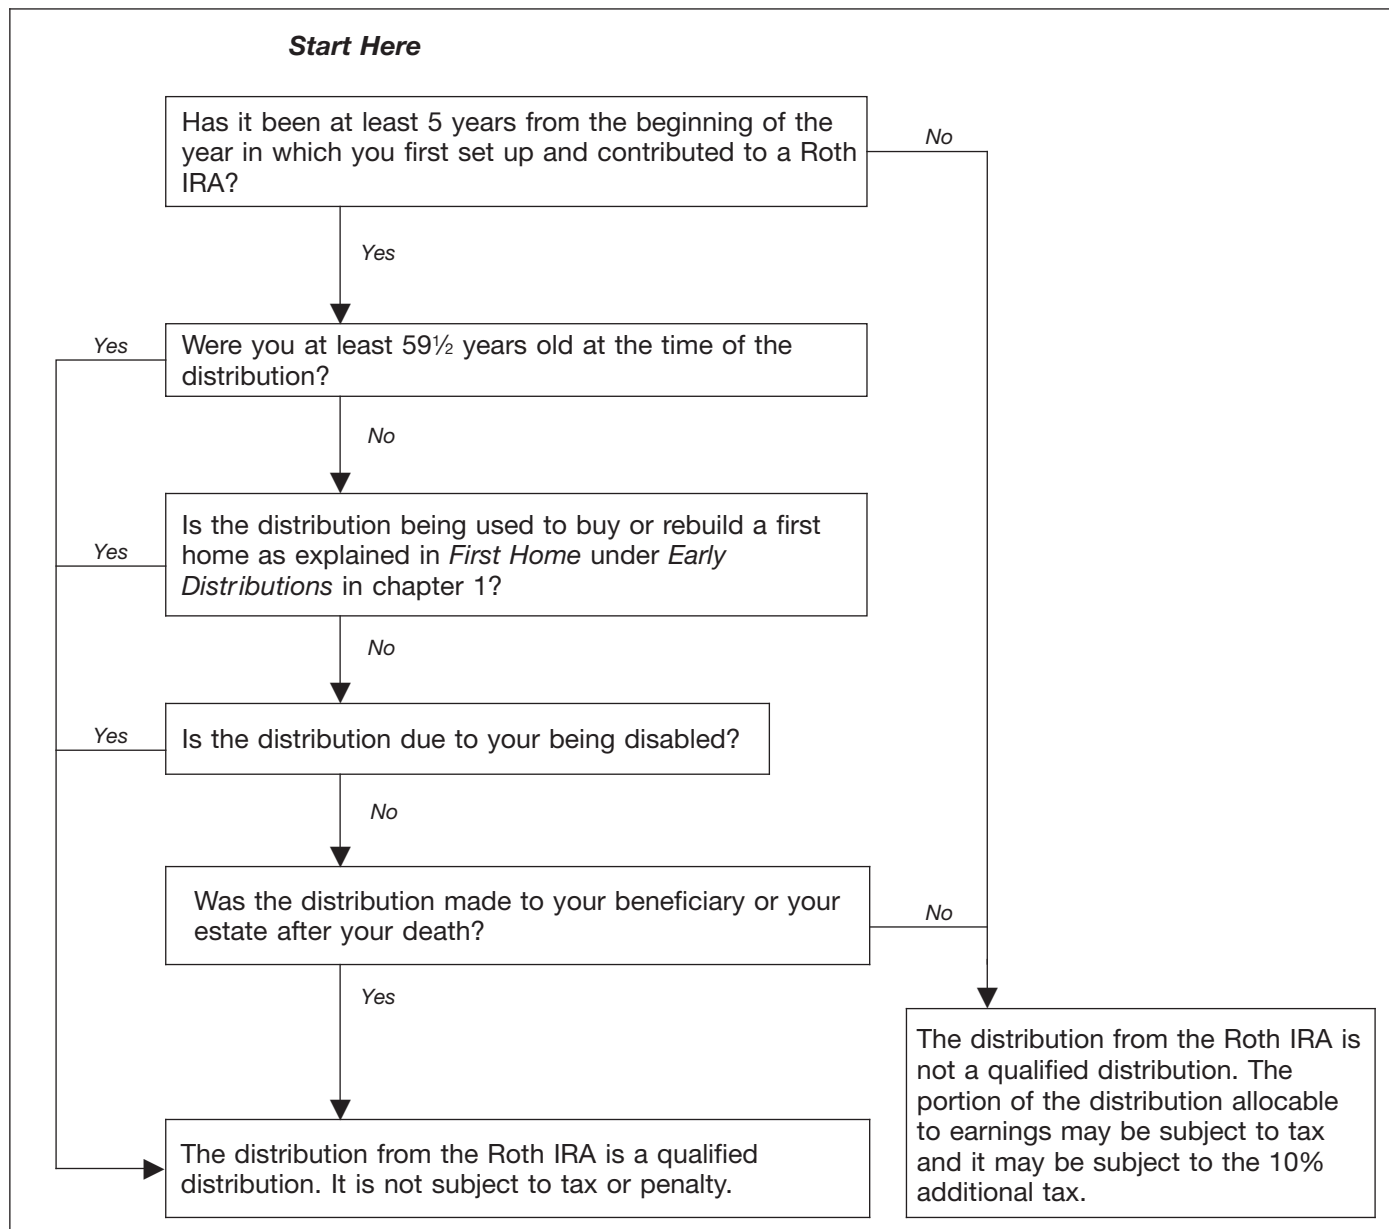 Start Here
Has it been at least 5 years from the beginning of the
year in which you first set up and contributed to a Roth
IRA?
No
Yes
Yes
Were you at least 59½ years old at the time of the
distribution?
No
Yes
Is the distribution being used to buy or rebuild a first
home as explained in First Home under Early
Distributions in chapter 1?
No
Yes
Is the distribution due to your being disabled?
No
Was the distribution made to your beneficiary or your
estate after your death?
No
Yes
The distribution from the Roth IRA is a qualified
distribution. It is not subject to tax or penalty.
The distribution from the Roth IRA is
not a qualified distribution. The
portion of the distribution allocable
to earnings may be subject to tax
and it may be subject to the 10%
additional tax.